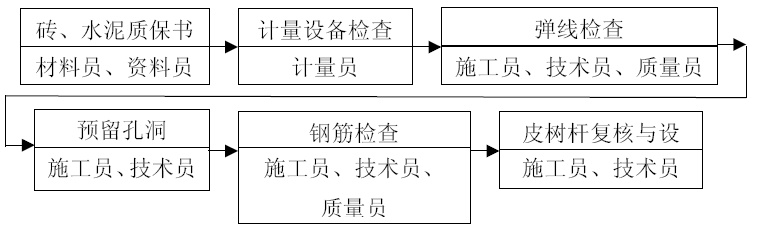 砖、水泥质保书
材料员、资料员
计量设备检查
计量员
弹线检查
施工员、技术员、质量员
预留孔洞
施工员、技术员
钢筋检查
施工员、技术员、
质量员
皮树杆复核与设
施工员、技术员